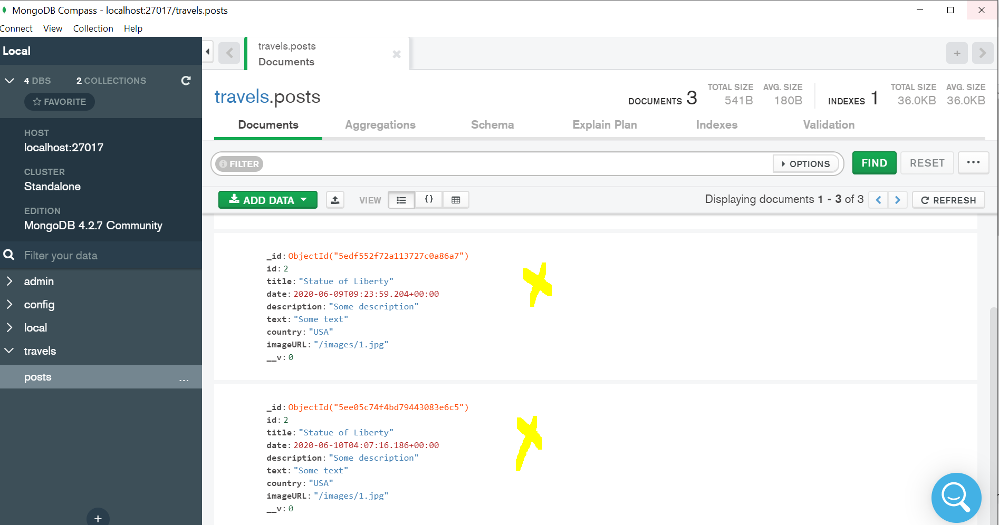 MongoDB Compass - localhost:27017/travels.posts
Connect View Collection Help
Local
4 DBS 2 COLLECTIONS
FAVORITE
HOST
localhost:27017
CLUSTER
Standalone
EDITION
MongoDB 4.2.7 Community
Filter your data
admin
config
local
travels
posts ...
+
travels.posts
Documents
+
travels.posts
DOCUMENTS 3 TOTAL SIZE 541B AVG. SIZE 180B INDEXES 1 TOTAL SIZE 36.0KB AVG. SIZE 36.0KB
Documents Aggregations Schema Explain Plan Indexes Validation
FILTER OPTIONS FIND RESET ...
ADD DATA VIEW {} Displaying documents 1 - 3 of 3 REFRESH
_id: ObjectId("5edf552f72a113727c0a86a7")
id: 2
title: "Statue of Liberty"
date: 2020-06-09T09:23:59.204+00:00
description: "Some description"
text: "Some text"
country: "USA"
imageURL: "/images/1.jpg"
__v: 0
_id: ObjectId("5ee05c74f4bd79443083e6c5")
id: 2
title: "Statue of Liberty"
date: 2020-06-10T04:07:16.186+00:00
description: "Some description"
text: "Some text"
country: "USA"
imageURL: "/images/1.jpg"
__v: 0